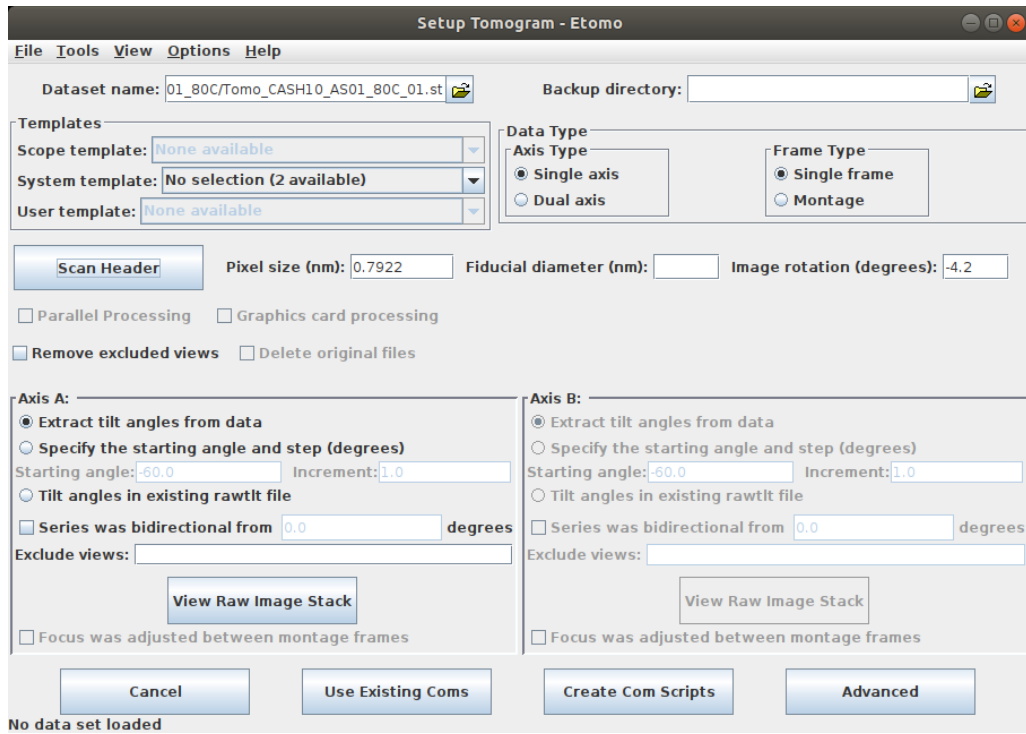 Setup Tomogram - Etomo
File Tools View Options Help
Dataset name: 01_80C/Tomo_CASH10_AS01_80C_01.st Backup directory:
Templates
Scope template: None available
System template: No selection (2 available)
User template: None available
Data Type
Axis Type
Single axis
Dual axis
Frame Type
Single frame
Montage
Scan Header Pixel size (nm): 0.7922 Fiducial diameter (nm): Image rotation (degrees): -4.2
Parallel Processing Graphics card processing
Remove excluded views Delete original files
Axis A:
Extract tilt angles from data
Specify the starting angle and step (degrees)
Starting angle: -60.0 Increment: 1.0
Tilt angles in existing rawtlt file
Series was bidirectional from 0.0 degrees
Exclude views:
View Raw Image Stack
Focus was adjusted between montage frames
Axis B:
Extract tilt angles from data
Specify the starting angle and step (degrees)
Starting angle: -60.0 Increment: 1.0
Tilt angles in existing rawtlt file
Series was bidirectional from 0.0 degrees
Exclude views:
View Raw Image Stack
Focus was adjusted between montage frames
Cancel Use Existing Coms Create Com Scripts Advanced
No data set loaded